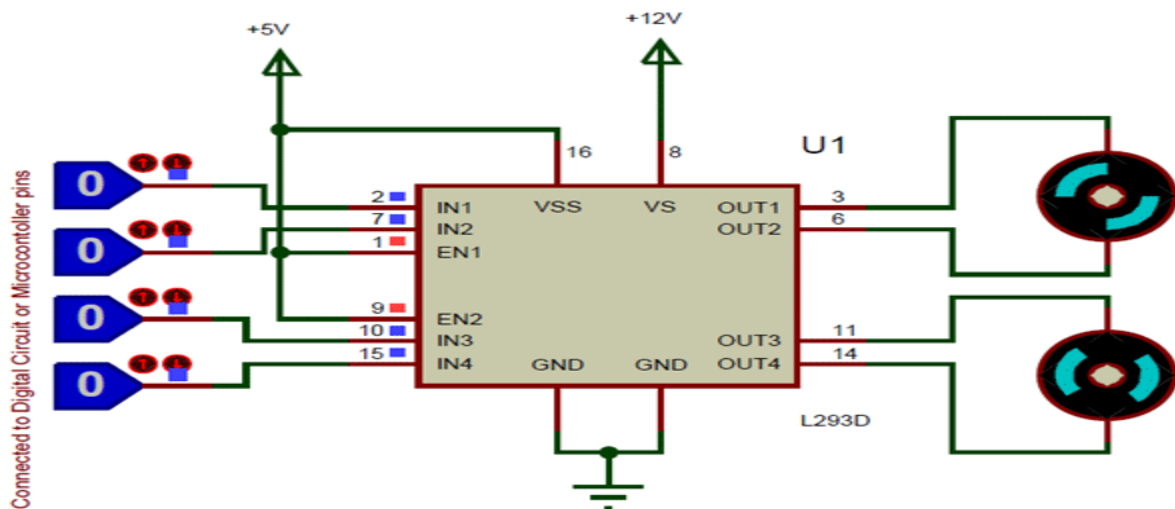 +12V
+5V
U1
16
8
3
6
2
7
1
9
10
15
11
14
IN1
IN2
EN1
EN2
IN3
IN4
VSS
VS
OUT1
OUT2
OUT3
OUT4
GND
GND
L293D
0
0
0
0
Connected to Digital Circuit or Microcontoller pins